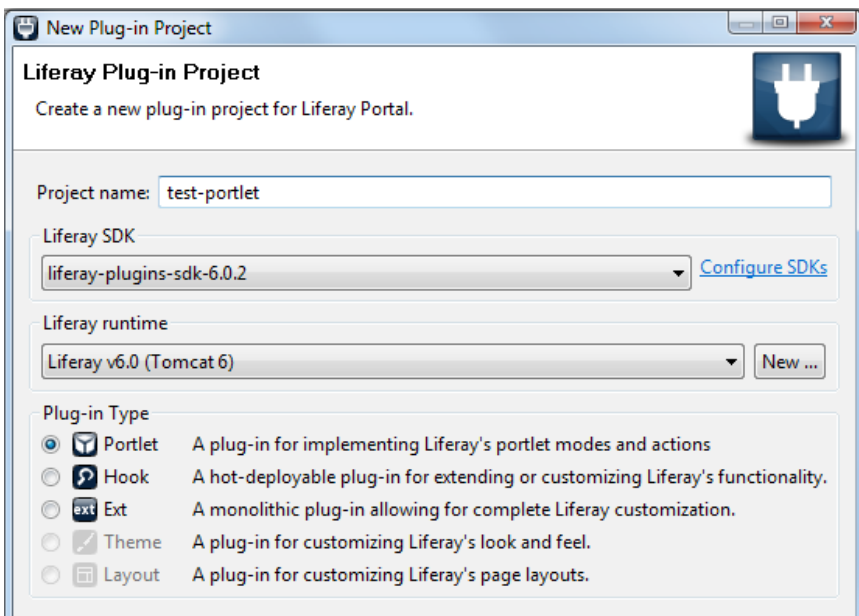 New Plug-in Project
Liferay Plug-in Project
Create a new plug-in project for Liferay Portal.
Project name: test-portlet
Liferay SDK
liferay-plugins-sdk-6.0.2 Configure SDKs
Liferay runtime
Liferay v6.0 (Tomcat 6) New ...
Plug-in Type
Portlet A plug-in for implementing Liferay's portlet modes and actions
Hook A hot-deployable plug-in for extending or customizing Liferay's functionality.
ext Ext A monolithic plug-in allowing for complete Liferay customization.
Theme A plug-in for customizing Liferay's look and feel.
Layout A plug-in for customizing Liferay's page layouts.